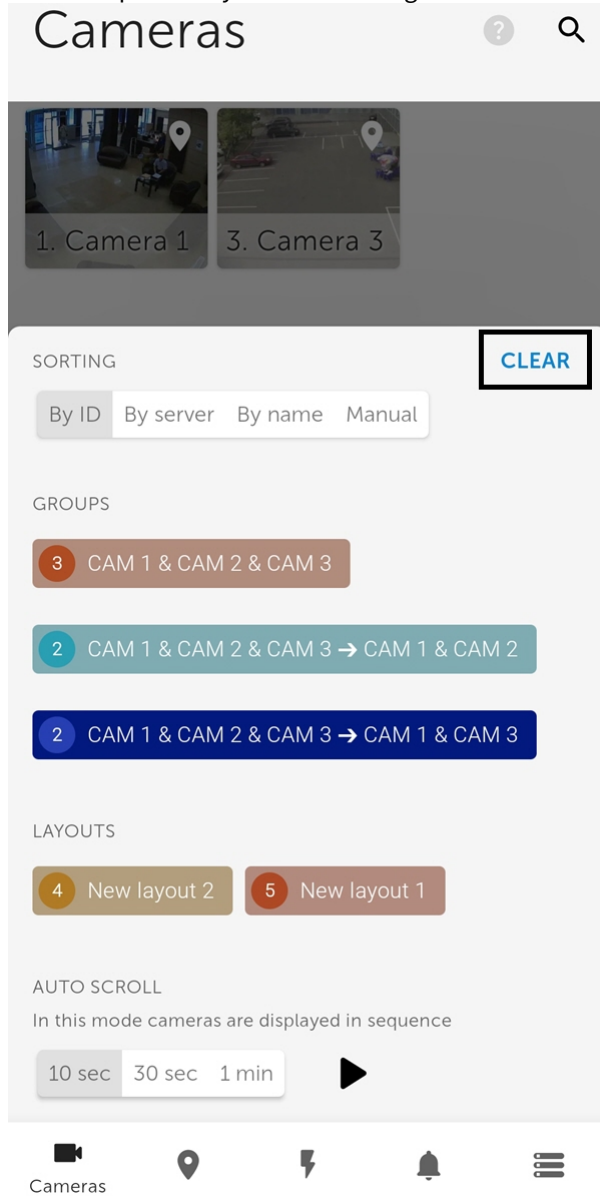 Cameras
?
1. Camera 1
3. Camera 3
SORTING
CLEAR
By ID By server By name Manual
GROUPS
3 CAM 1 & CAM 2 & CAM 3
2 CAM 1 & CAM 2 & CAM 3 → CAM 1 & CAM 2
2 CAM 1 & CAM 2 & CAM 3 → CAM 1 & CAM 3
LAYOUTS
4 New layout 2
5 New layout 1
AUTO SCROLL
In this mode cameras are displayed in sequence
10 sec 30 sec 1 min
Cameras